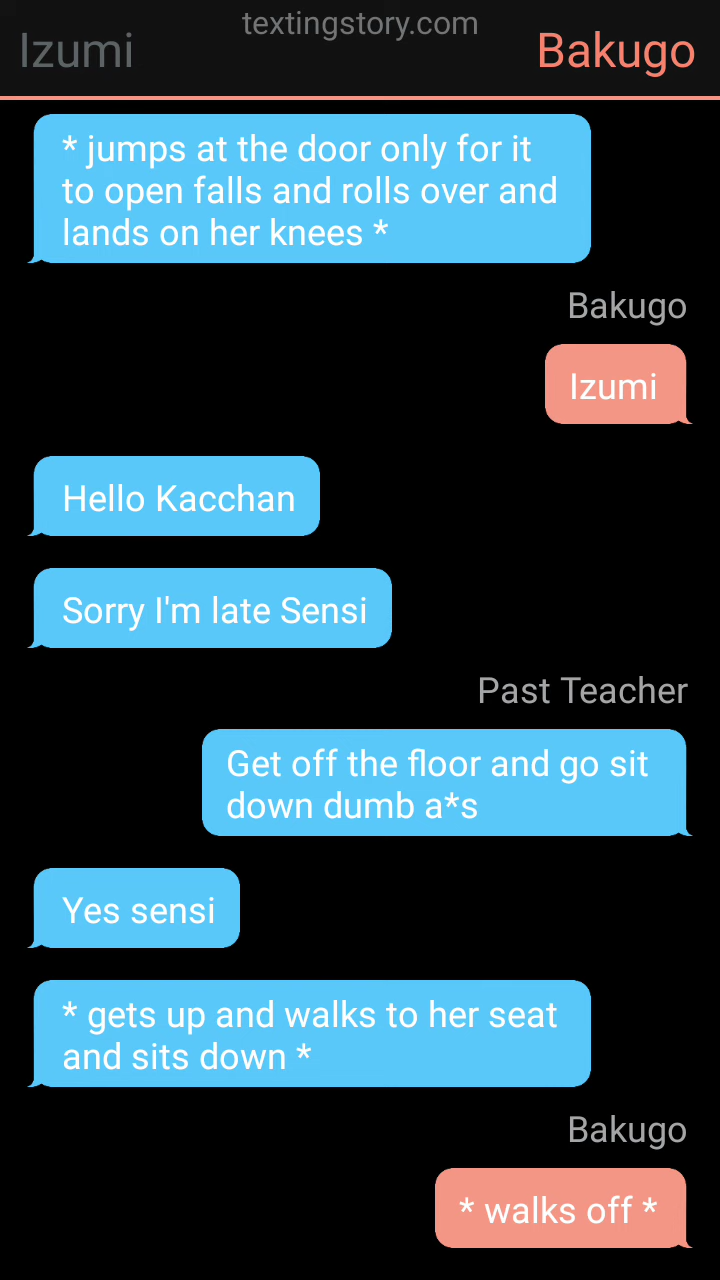 textingstory.com
Izumi
Bakugo
* jumps at the door only for it
to open falls and rolls over and
lands on her knees *
Bakugo
Izumi
Hello Kacchan
Sorry I'm late Sensi
Past Teacher
Get off the floor and go sit
down dumb a*s
Yes sensi
* gets up and walks to her seat
and sits down *
Bakugo
* walks off *